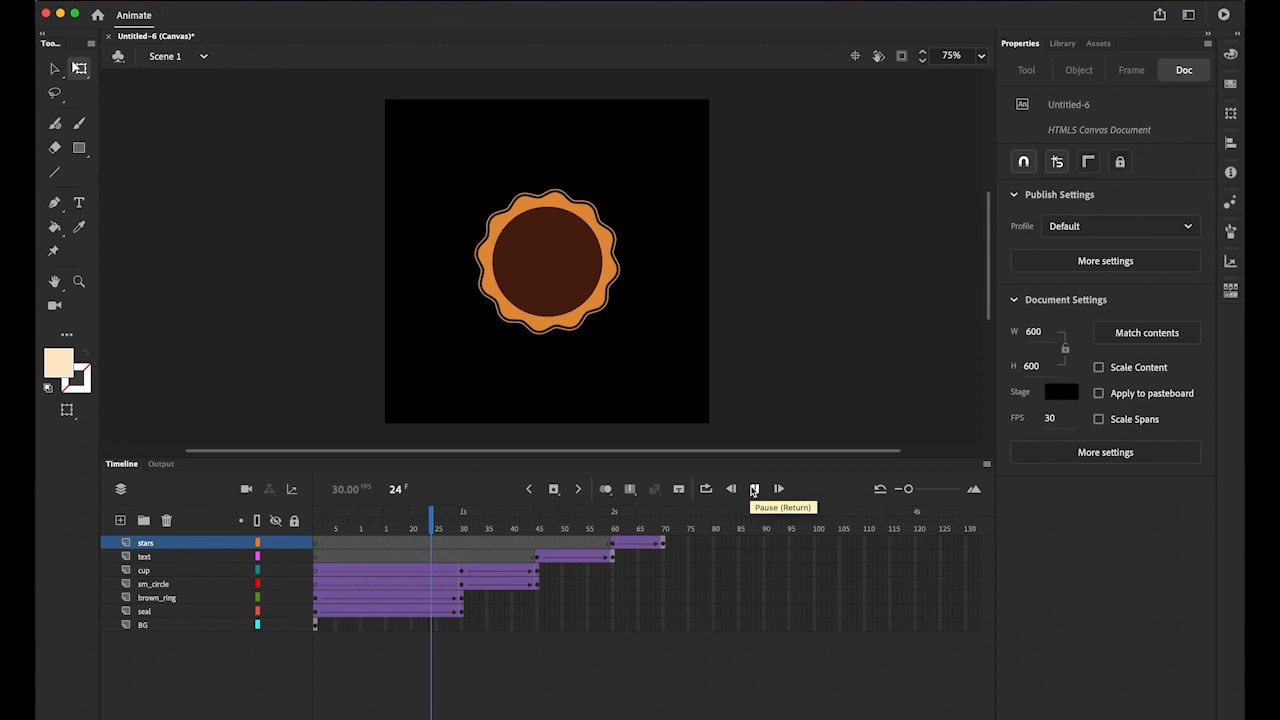 Animate
Untitled-6 (Canvas)*
Too...
Scene 1
75%
Properties
Library
Assets
Tool
Object
Frame
Doc
An
Untitled-6
HTML5 Canvas Document
Publish Settings
Profile
Default
More settings
Document Settings
W 600
Match contents
H 600
Scale Content
Stage
Apply to pasteboard
FPS 30
Scale Spans
More settings
Timeline
Output
30.00 FPS
24 F
Pause (Return)
1s 2s 4s
5 10 15 20 25 30 35 40 45 50 55 60 65 70 75 80 85 90 95 100 105 110 115 120 125 130
stars
text
cup
sm_circle
brown_ring
seal
BG